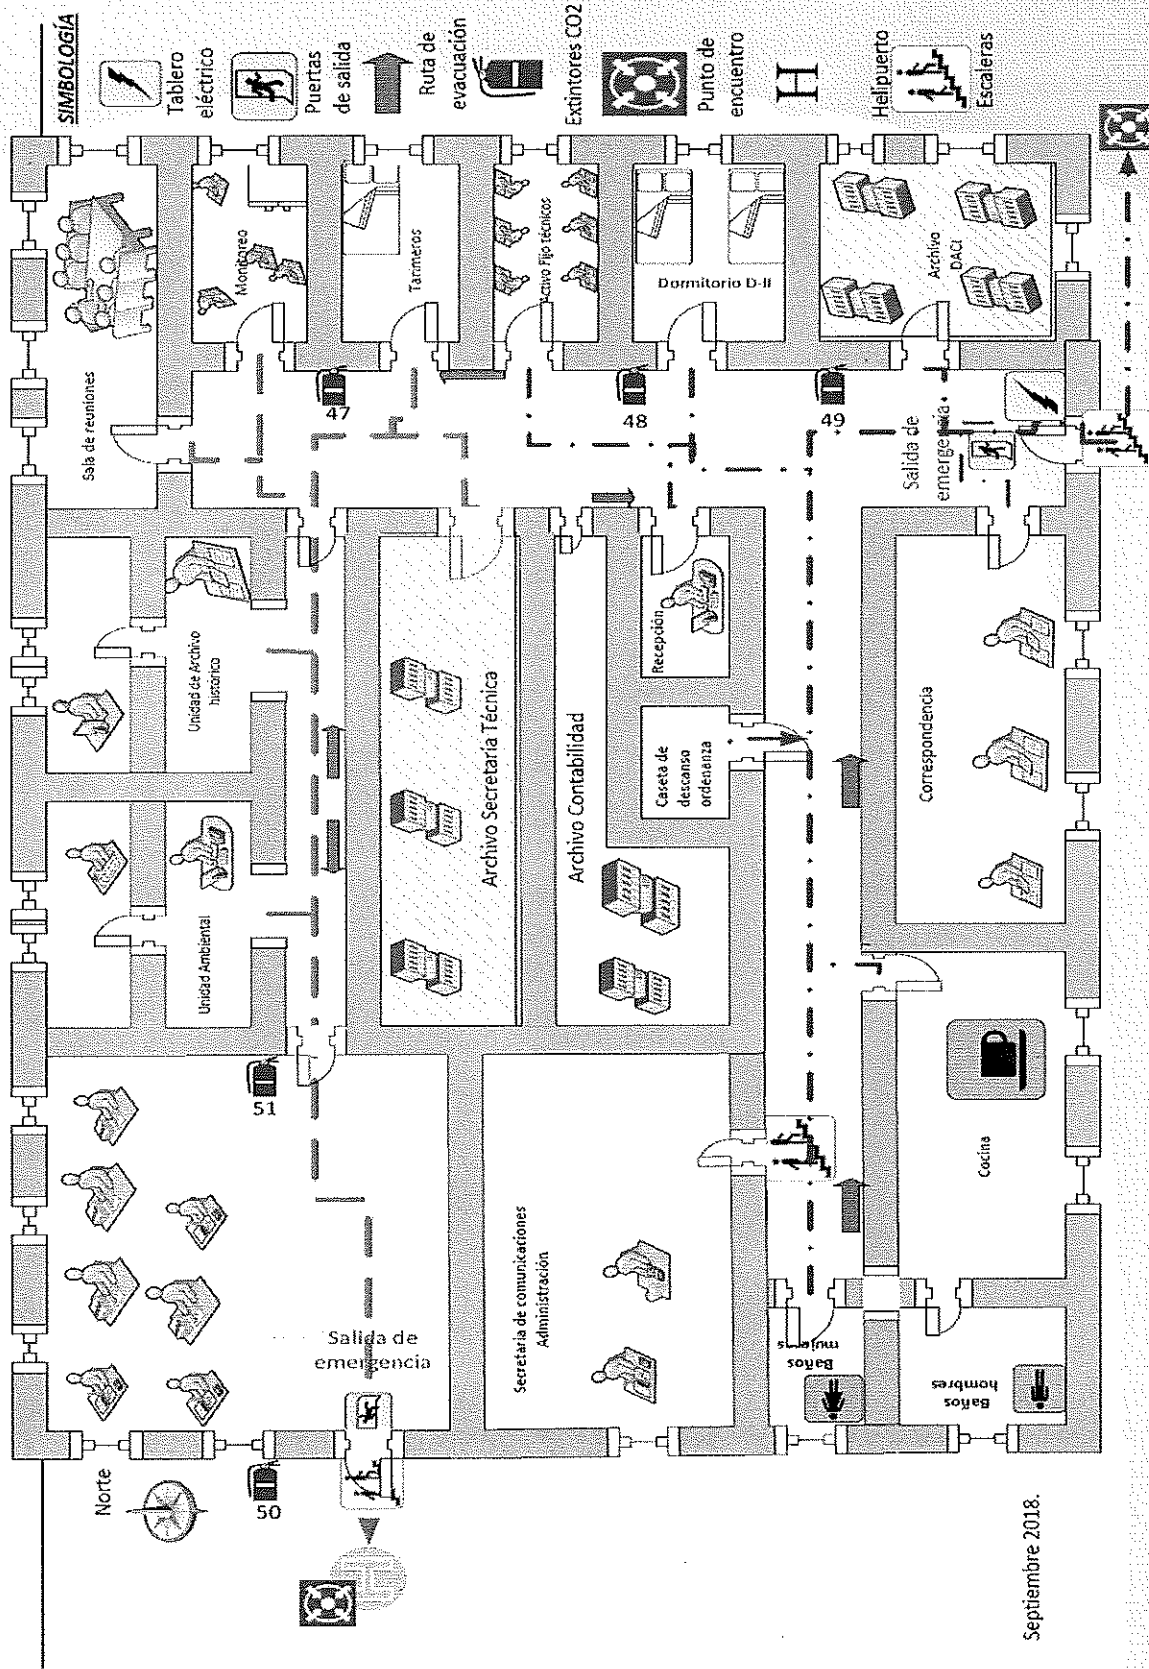 SIMBOLOGÍA
Tablero
eléctrico
Puertas
de salida
Ruta de
evacuación
Extintores CO2
Punto de
encuentro
H
Helipuerto
Escaleras
Sala de reuniones
Monitoreo
47
Activo Fijo técnicos
48
Dormitorio D-II
49
Archivo
DACI
Salida de
emergencia
Unidad de Archivo
histórico
Unidad Ambiental
Archivo Secretaría Técnica
Archivo Contabilidad
Recepción
Caseta de
descanso
ordenanza
Correspondencia
51
Cocina
Secretaria de comunicaciones
Administración
Salida de
emergencia
Baños
mujeres
Baños
hombres
Norte
50
Septiembre 2018.